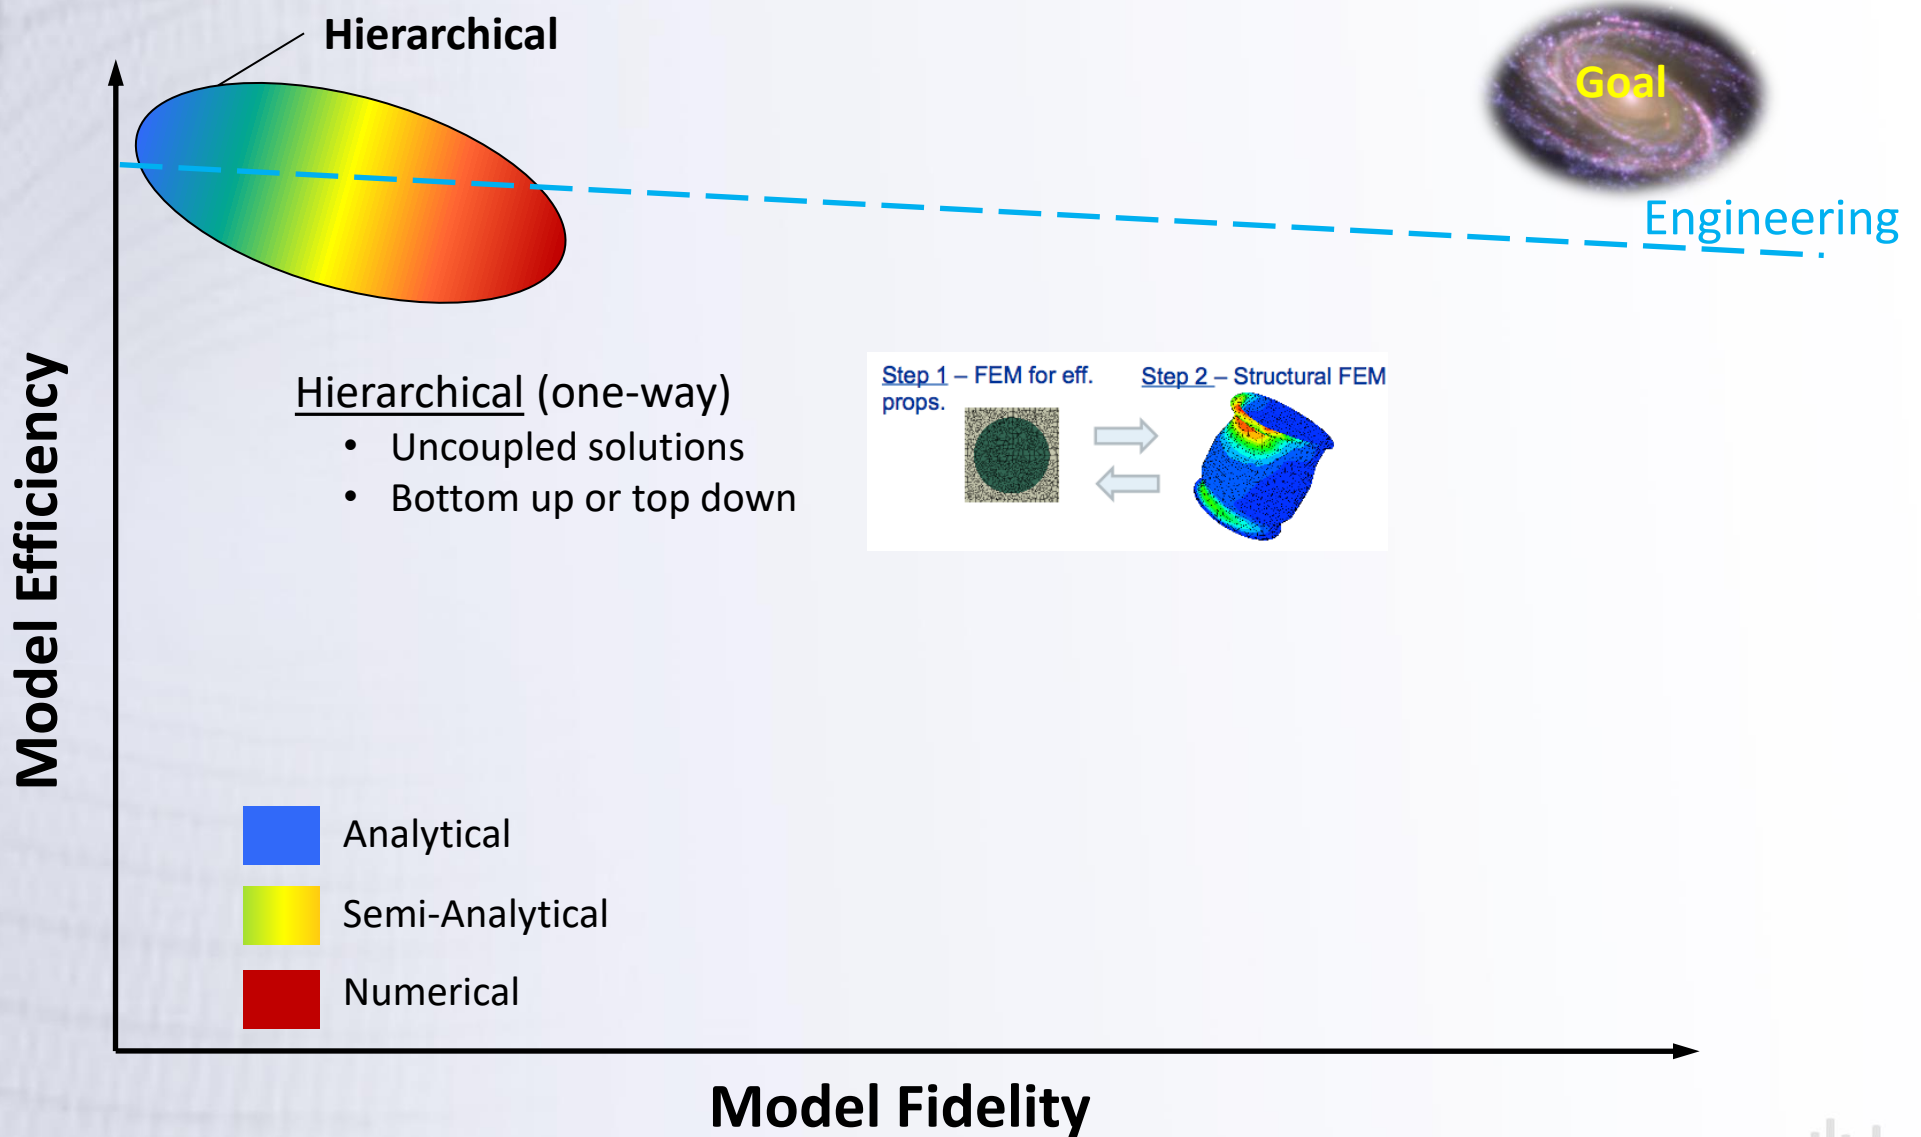 Hierarchical
Goal
Engineering
Model Efficiency
Hierarchical (one-way)
• Uncoupled solutions
• Bottom up or top down
Step 1 – FEM for eff.
props.
Step 2 – Structural FEM
Analytical
Semi-Analytical
Numerical
Model Fidelity